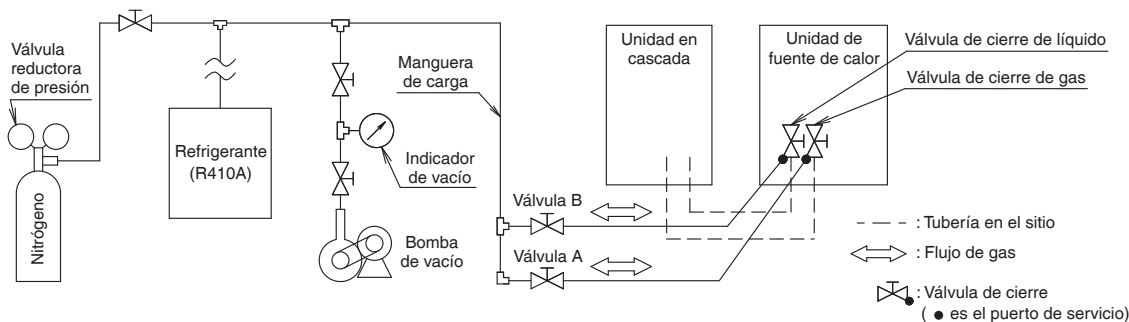 Válvula
reductora
de presión
Nitrógeno
Refrigerante
(R410A)
Indicador
de vacío
Bomba
de vacío
Manguera
de carga
Válvula B
Válvula A
Unidad en
cascada
Unidad de
fuente de calor
Válvula de cierre de líquido
Válvula de cierre de gas
: Tubería en el sitio
: Flujo de gas
: Válvula de cierre
( ● es el puerto de servicio)